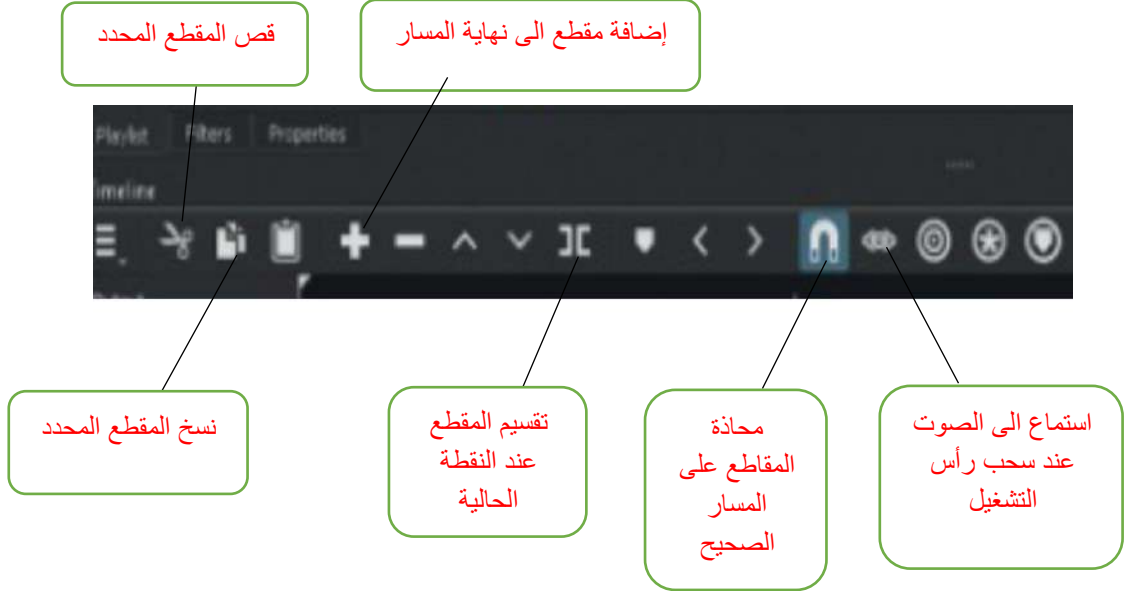 قص المقطع المحدد
إضافة مقطع الى نهاية المسار
Playlist Filters Properties
Timeline
نسخ المقطع المحدد
تقسيم المقطع
عند النقطة
الحالية
محاذة
المقاطع على
المسار
الصحيح
استماع الى الصوت
عند سحب رأس
التشغيل